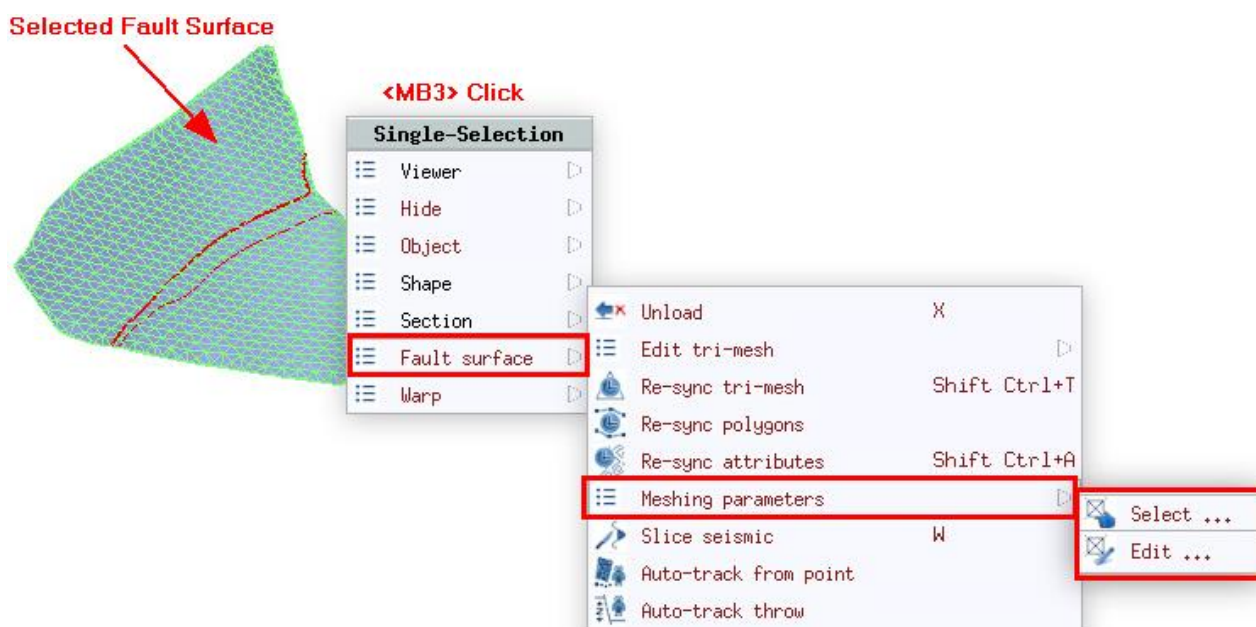 Selected Fault Surface
<MB3> Click
Single-Selection
Viewer
Hide
Object
Shape
Section
Fault surface
Warp
Unload X
Edit tri-mesh
Re-sync tri-mesh Shift Ctrl+T
Re-sync polygons
Re-sync attributes Shift Ctrl+A
Meshing parameters
Select ...
Edit ...
Slice seismic W
Auto-track from point
Auto-track throw